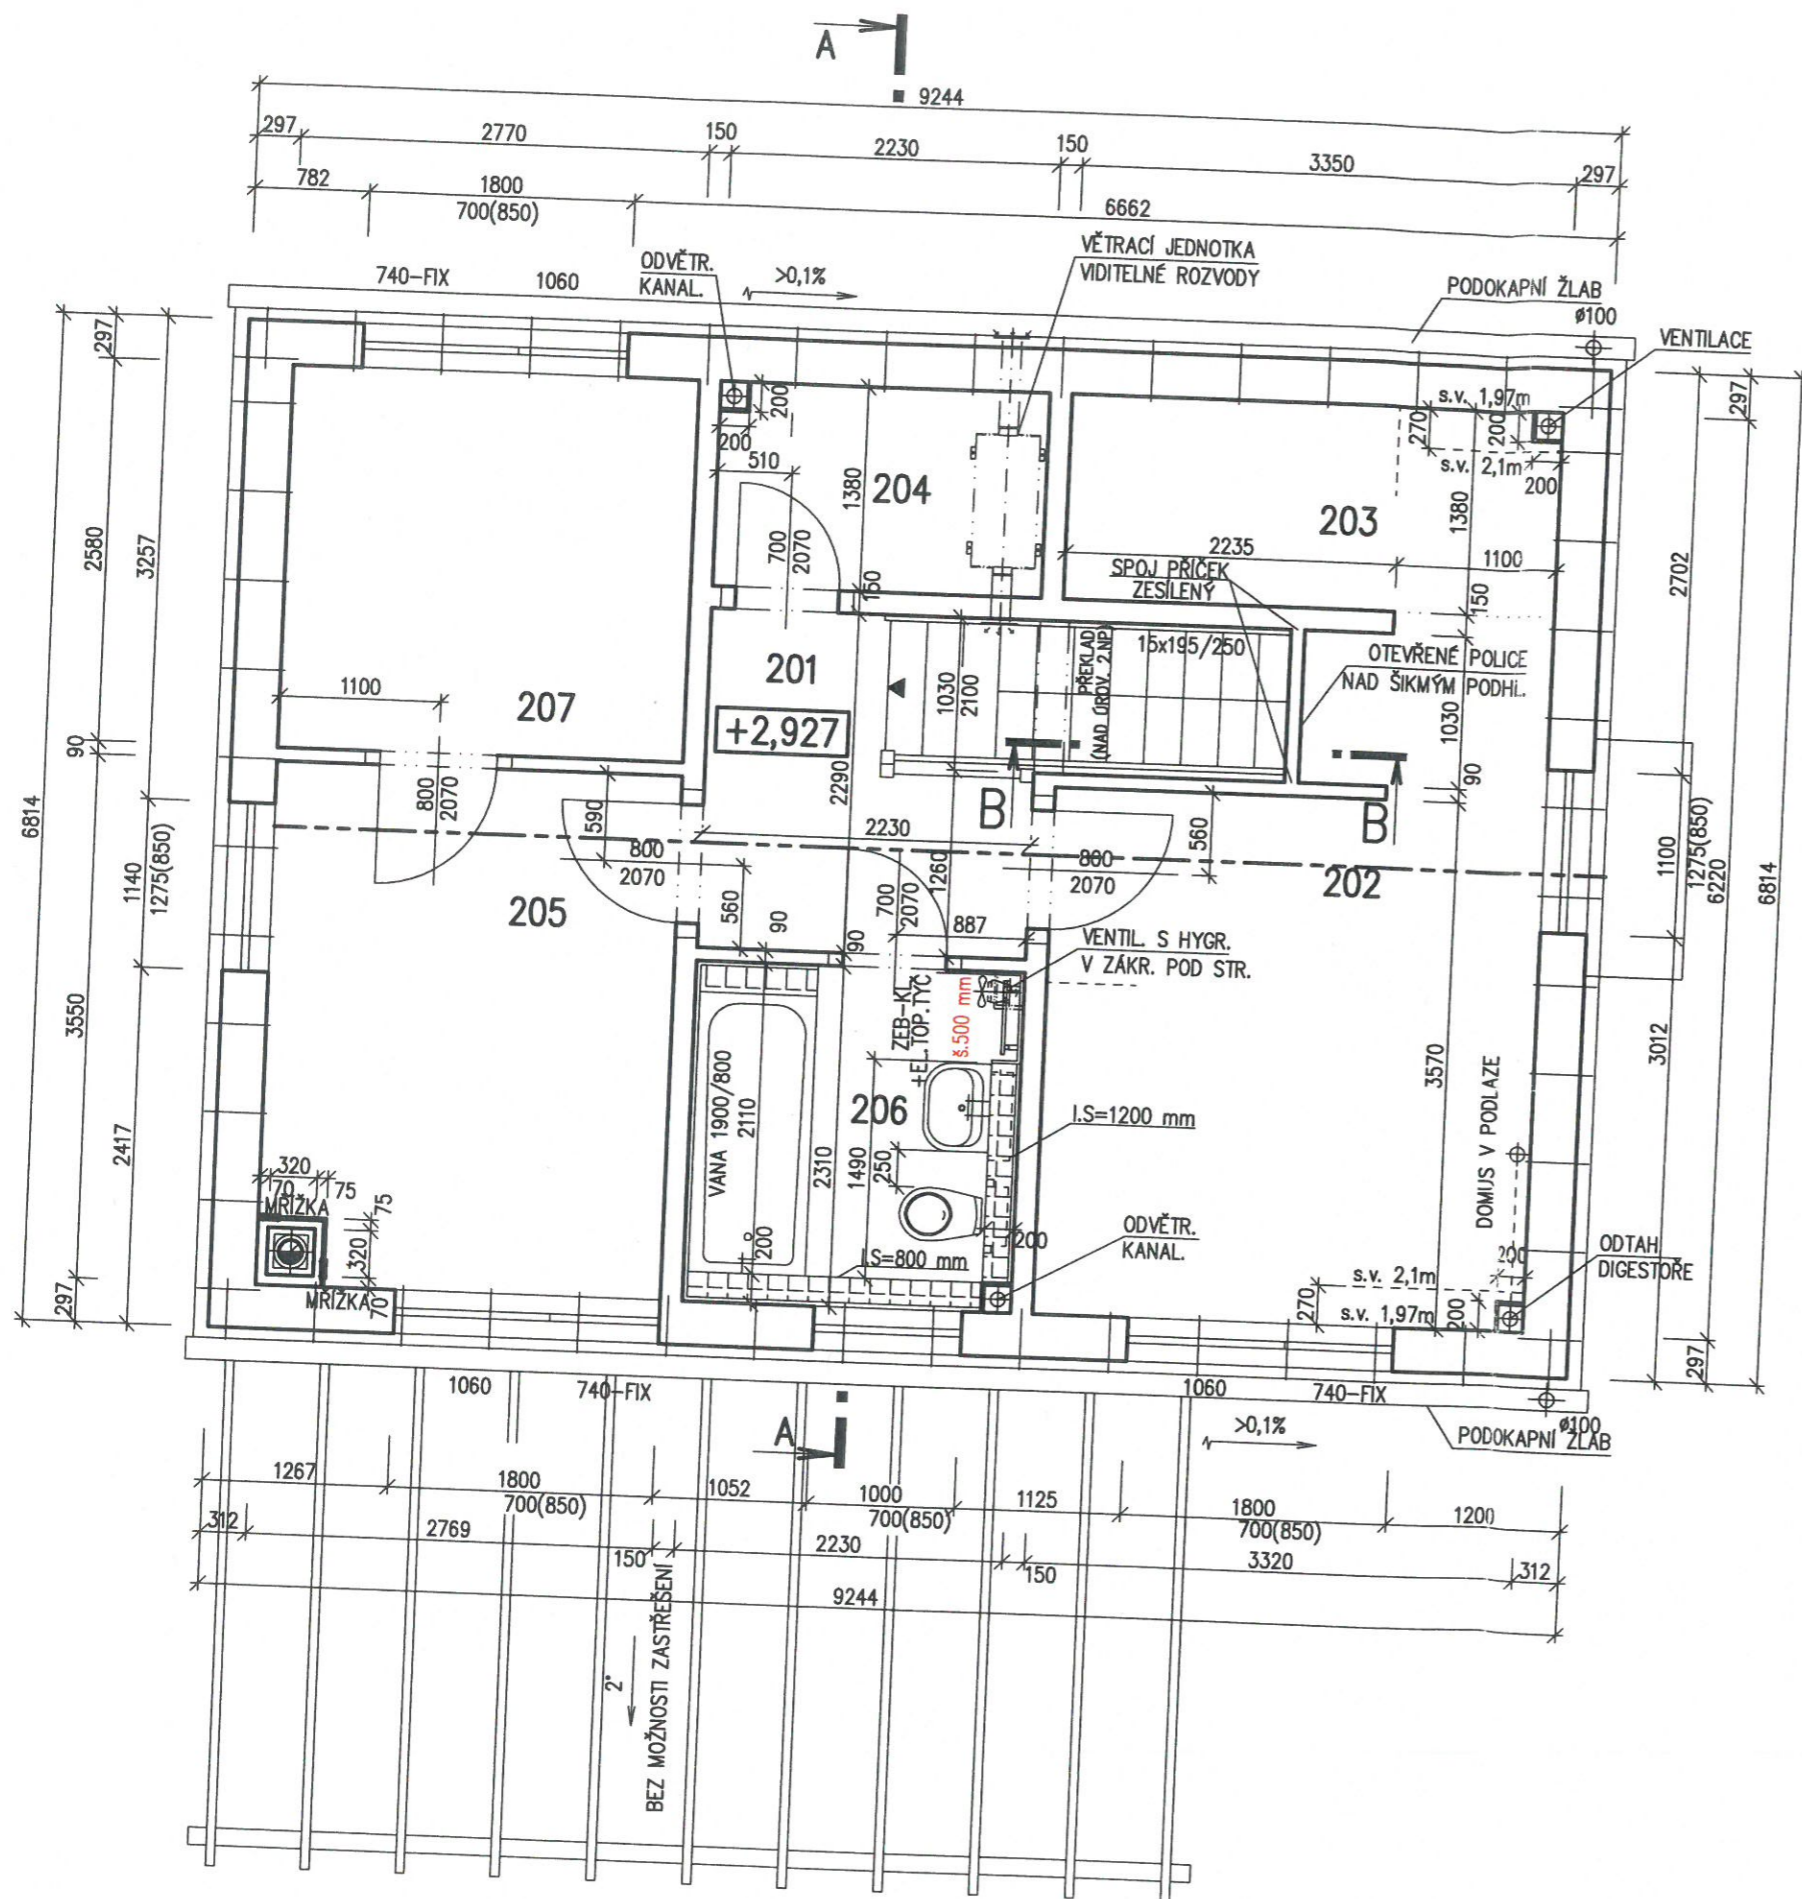 A
9244
297
2770
150
2230
150
3350
297
782
1800
700(850)
6662
VĚTRACÍ JEDNOTKA
VIDITELNÉ ROZVODY
ODVĚTR.
KANAL.
740-FIX
1060
>0,1%
PODOKAPNÍ ŽLAB
ø100
VENTILACE
297
297
s.v. 1,97m
270
200
s.v. 2,1m
200
200
200
510
1380
204
203
1380
700
2070
2235
1100
SPOJ PŘÍČEK
ZESÍLENÝ
150
150
2580
3257
2702
15x195/250
OTEVŘENÉ POLICE
NAD ŠIKMÝM PODHL.
PŘEKLAD
(NAD ÚROV. 2.NP)
201
1030
2100
1030
1100
207
+2,927
90
90
800
2070
590
2290
B
B
2230
560
6814
1140
1275(850)
1100
1275(850)
6220
6814
800
2070
1260
800
2070
202
205
560
90
700
2070
90
887
VENTIL. S HYGR.
V ZÁKR. POD STR.
ZEB-KL
+EL.TOP.TYČ
š.500 mm
3550
2417
3570
3012
VANA 1900/800
2110
206
I.S=1200 mm
DOMUS V PODLAZE
2310
1490
250
320
70
75
MŘÍŽKA
75
320
70
MŘÍŽKA
200
I.S=800 mm
200
ODVĚTR.
KANAL.
200
s.v. 2,1m
270
s.v. 1,97m
200
ODTAH
DIGESTOŘE
297
297
1060
740-FIX
1060
740-FIX
ø100
PODOKAPNÍ ŽLAB
>0,1%
A
1267
1800
700(850)
1052
1000
700(850)
1125
1800
700(850)
1200
312
2769
150
2230
150
3320
312
9244
2°
BEZ MOŽNOSTI ZASTŘEŠENÍ